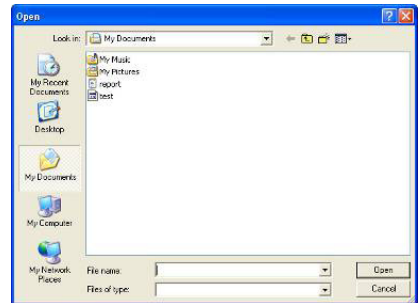 Open
Look in: My Documents
My Music
My Pictures
report
test
My Recent
Documents
Desktop
My Documents
My Computer
My Network
Places
File name:
Open
Files of type:
Cancel